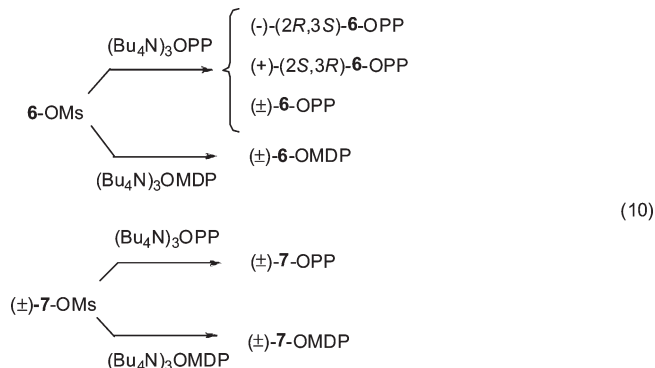 (-)-(2R,3S)-6-OPP
(Bu4N)3OPP
(+)-(2S,3R)-6-OPP
6-OMs
(±)-6-OPP
(±)-6-OMDP
(Bu4N)3OMDP
(10)
(Bu4N)3OPP
(±)-7-OPP
(±)-7-OMs
(±)-7-OMDP
(Bu4N)3OMDP